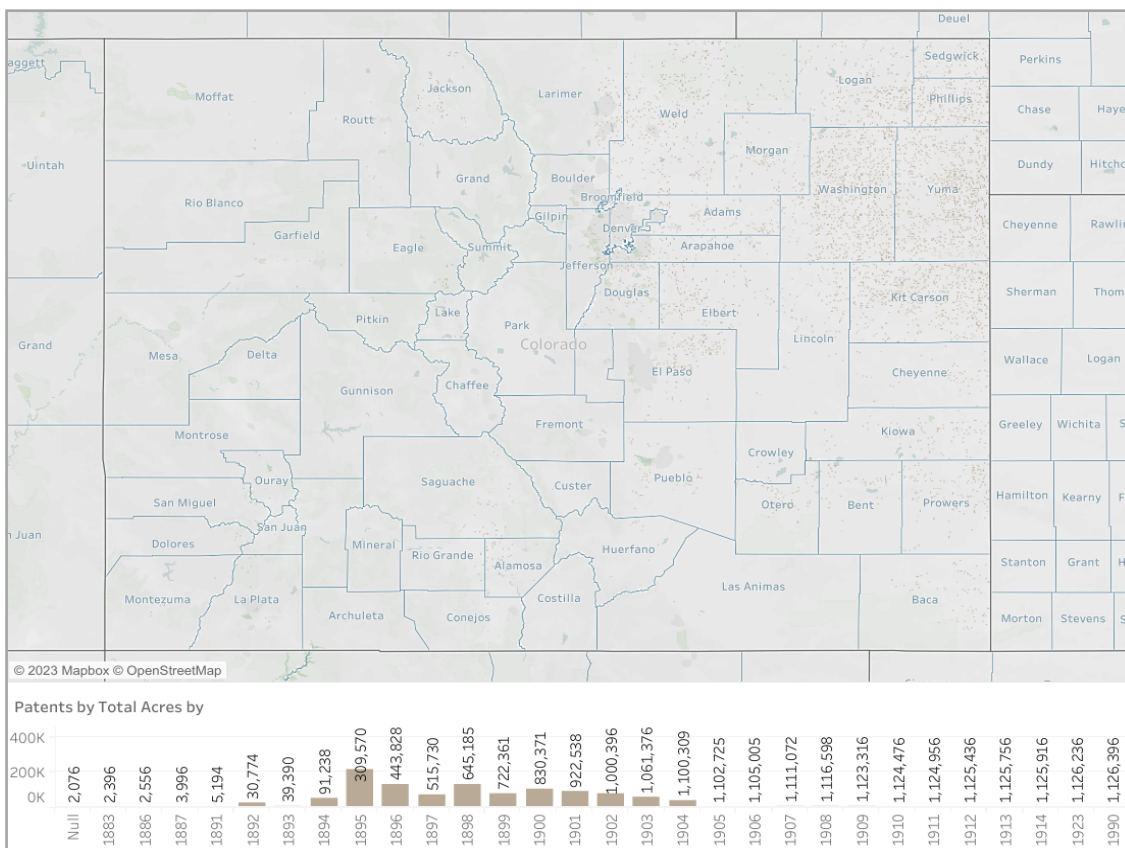 Deuel
aggett
Moffat
Routt
Jackson
Larimer
Weld
Logan
Sedgwick
Phillips
Perkins
Chase
Haye
Uintah
Rio Blanco
Garfield
Grand
Eagle
Summit
Boulder
Broomfield
Gilpin
Denver
Jefferson
Morgan
Washington
Yuma
Adams
Arapahoe
Dundy
Hitchc
Cheyenne
Rawlin
Grand
Mesa
Delta
Pitkin
Lake
Park
Colorado
Douglas
Elbert
Lincoln
Kit Carson
Sherman
Thom
Gunnison
Chaffee
El Paso
Cheyenne
Wallace
Logan
Montrose
Fremont
Crowley
Kiowa
Greeley
Wichita
S
Ouray
San Miguel
Saguache
Custer
Pueblo
Otero
Bent
Prowers
Hamilton
Kearny
F
n Juan
Dolores
San Juan
Mineral
Rio Grande
Alamosa
Huerfano
Stanton
Grant
H
Montezuma
La Plata
Archuleta
Conejos
Costilla
Las Animas
Baca
Morton
Stevens
S
© 2023 Mapbox © OpenStreetMap
Patents by Total Acres by
400K
200K
0K
2,076
2,396
2,556
3,996
5,194
30,774
39,390
91,238
309,570
443,828
515,730
645,185
722,361
830,371
922,538
1,000,396
1,061,376
1,100,309
1,102,725
1,105,005
1,111,072
1,116,598
1,123,316
1,124,476
1,124,956
1,125,436
1,125,756
1,125,916
1,126,236
1,126,396
Null
1883
1886
1887
1891
1892
1893
1894
1895
1896
1897
1898
1899
1900
1901
1902
1903
1904
1905
1906
1907
1908
1909
1910
1911
1912
1913
1914
1923
1990